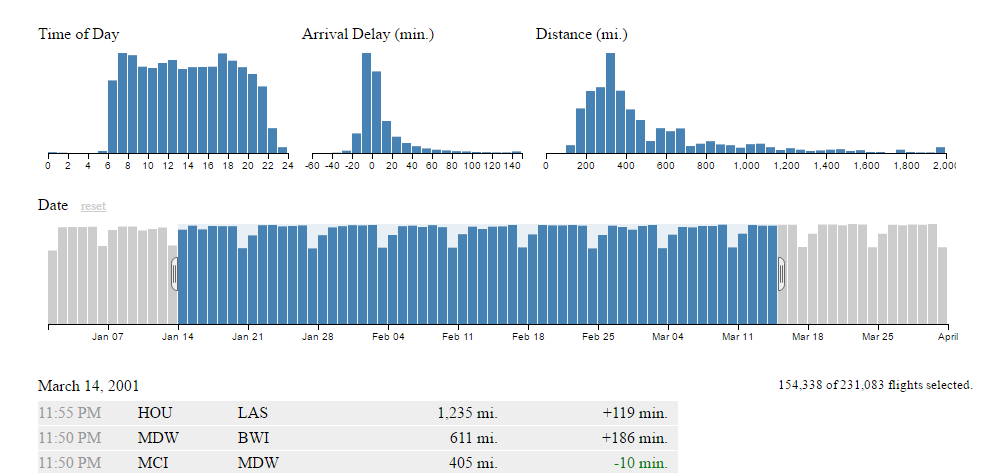 Time of Day Arrival Delay (min.) Distance (mi.)
0 2 4 6 8 10 12 14 16 18 20 22 24 -60 -40 -20 0 20 40 60 80 100 120 140 0 200 400 600 800 1,000 1,200 1,400 1,600 1,800 2,000
Date reset
Jan 07 Jan 14 Jan 21 Jan 28 Feb 04 Feb 11 Feb 18 Feb 25 Mar 04 Mar 11 Mar 18 Mar 25 April
March 14, 2001 154,338 of 231,083 flights selected.
11:55 PM HOU LAS 1,235 mi. +119 min.
11:50 PM MDW BWI 611 mi. +186 min.
11:50 PM MCI MDW 405 mi. -10 min.